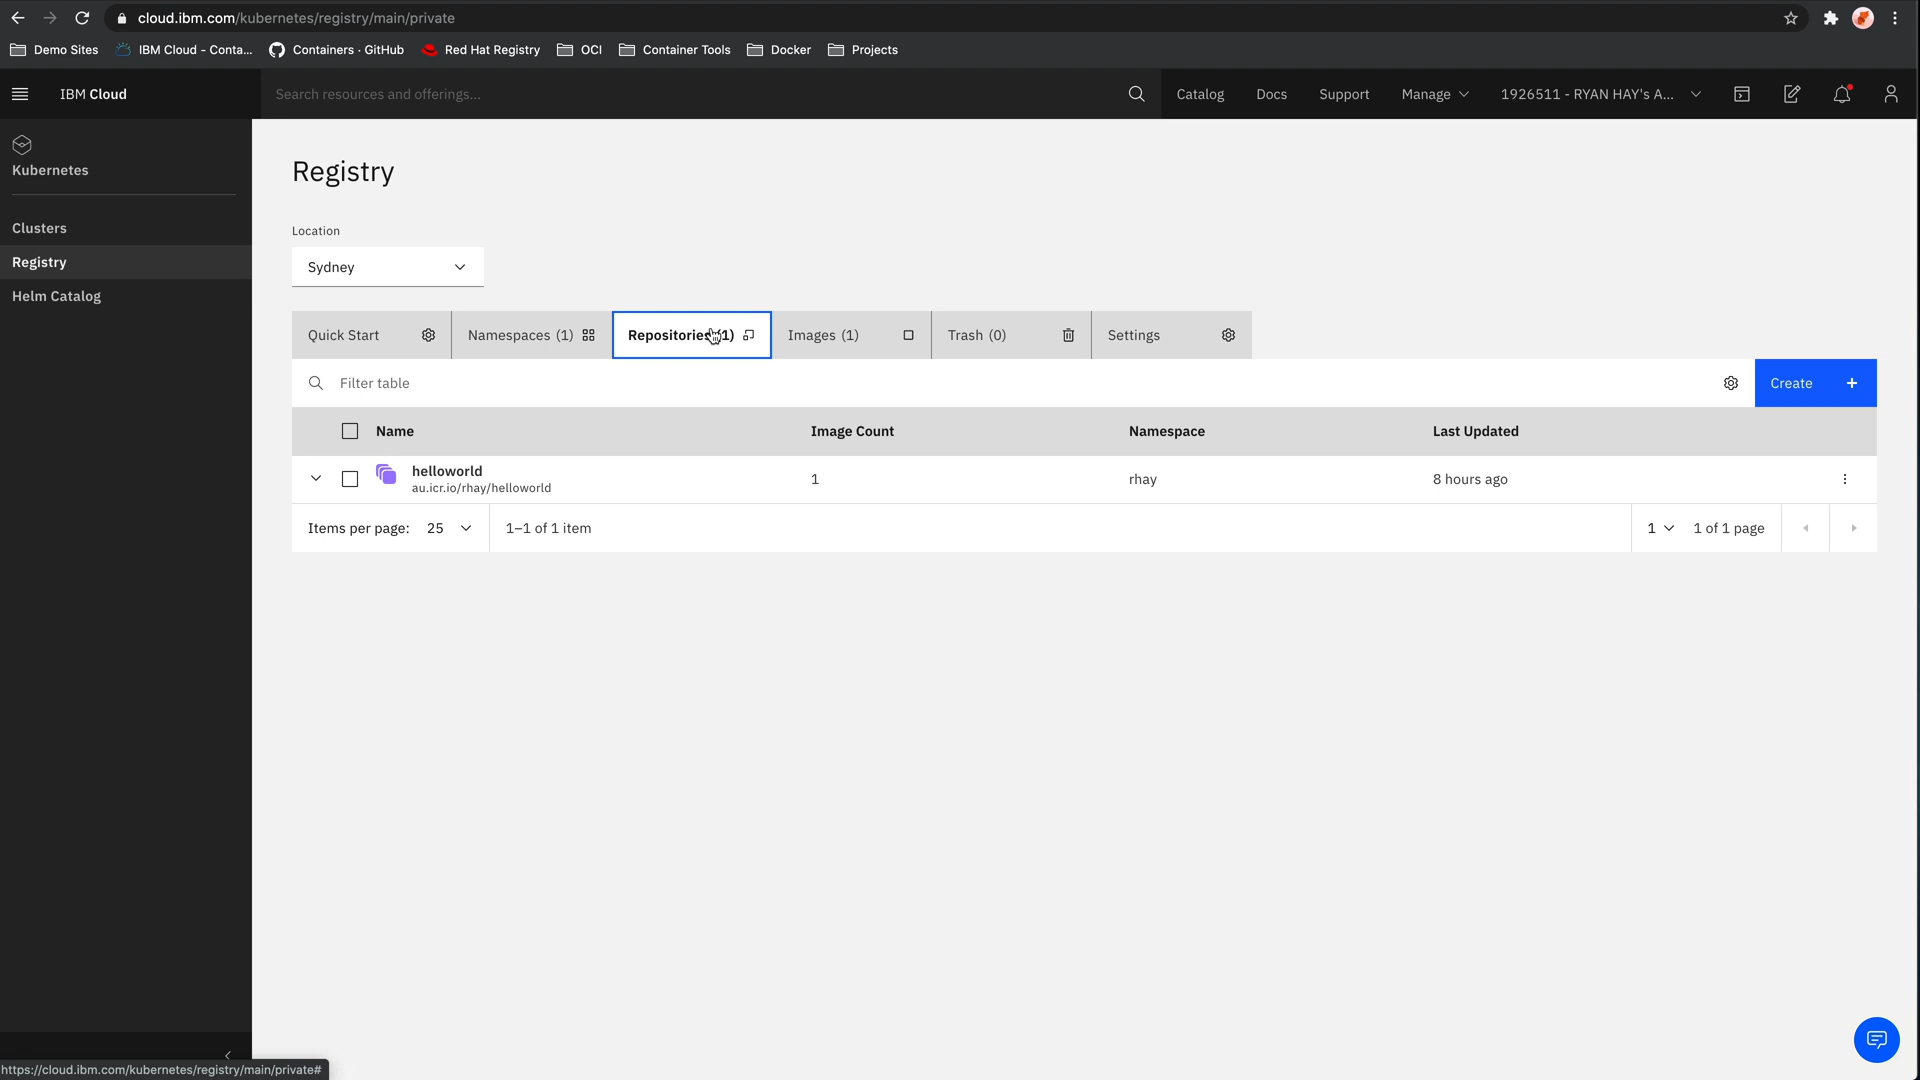 cloud.ibm.com/kubernetes/registry/main/private
Demo Sites IBM Cloud - Conta... Containers · GitHub Red Hat Registry OCI Container Tools Docker Projects
IBM Cloud Search resources and offerings... Catalog Docs Support Manage 1926511 - RYAN HAY's A...
Kubernetes
Clusters
Registry
Helm Catalog
Registry
Location
Sydney
Quick Start Namespaces (1) Repositories (1) Images (1) Trash (0) Settings
Filter table Create +
Name Image Count Namespace Last Updated
helloworld
au.icr.io/rhay/helloworld 1 rhay 8 hours ago
Items per page: 25 1–1 of 1 item 1 1 of 1 page
https://cloud.ibm.com/kubernetes/registry/main/private#